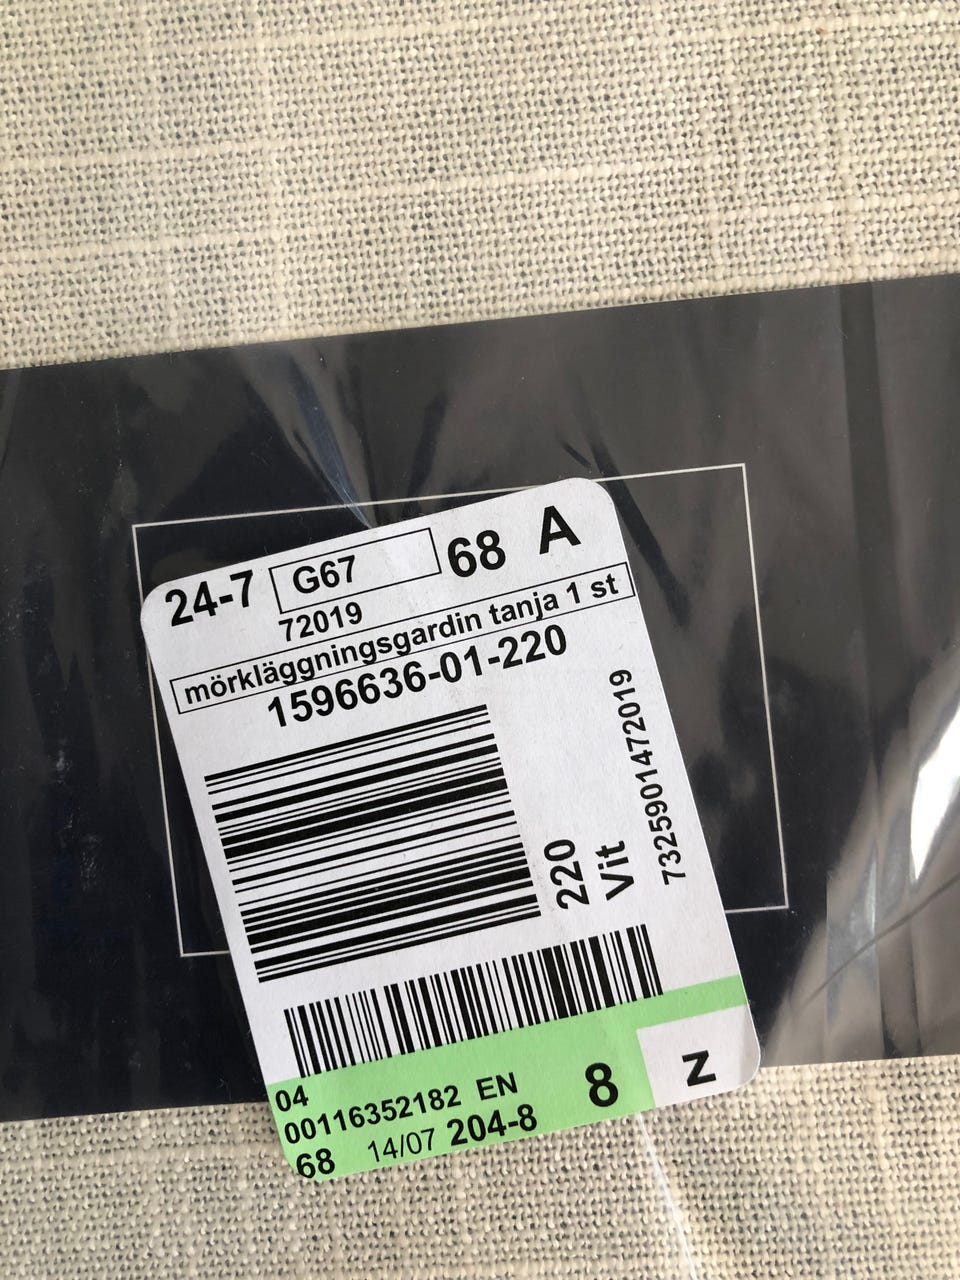 24-7 G67 68 A
72019
mörkläggningsgardin tanja 1 st
1596636-01-220
220
Vit
7325901472019
04
00116352182 EN
68 14/07 204-8
8
Z